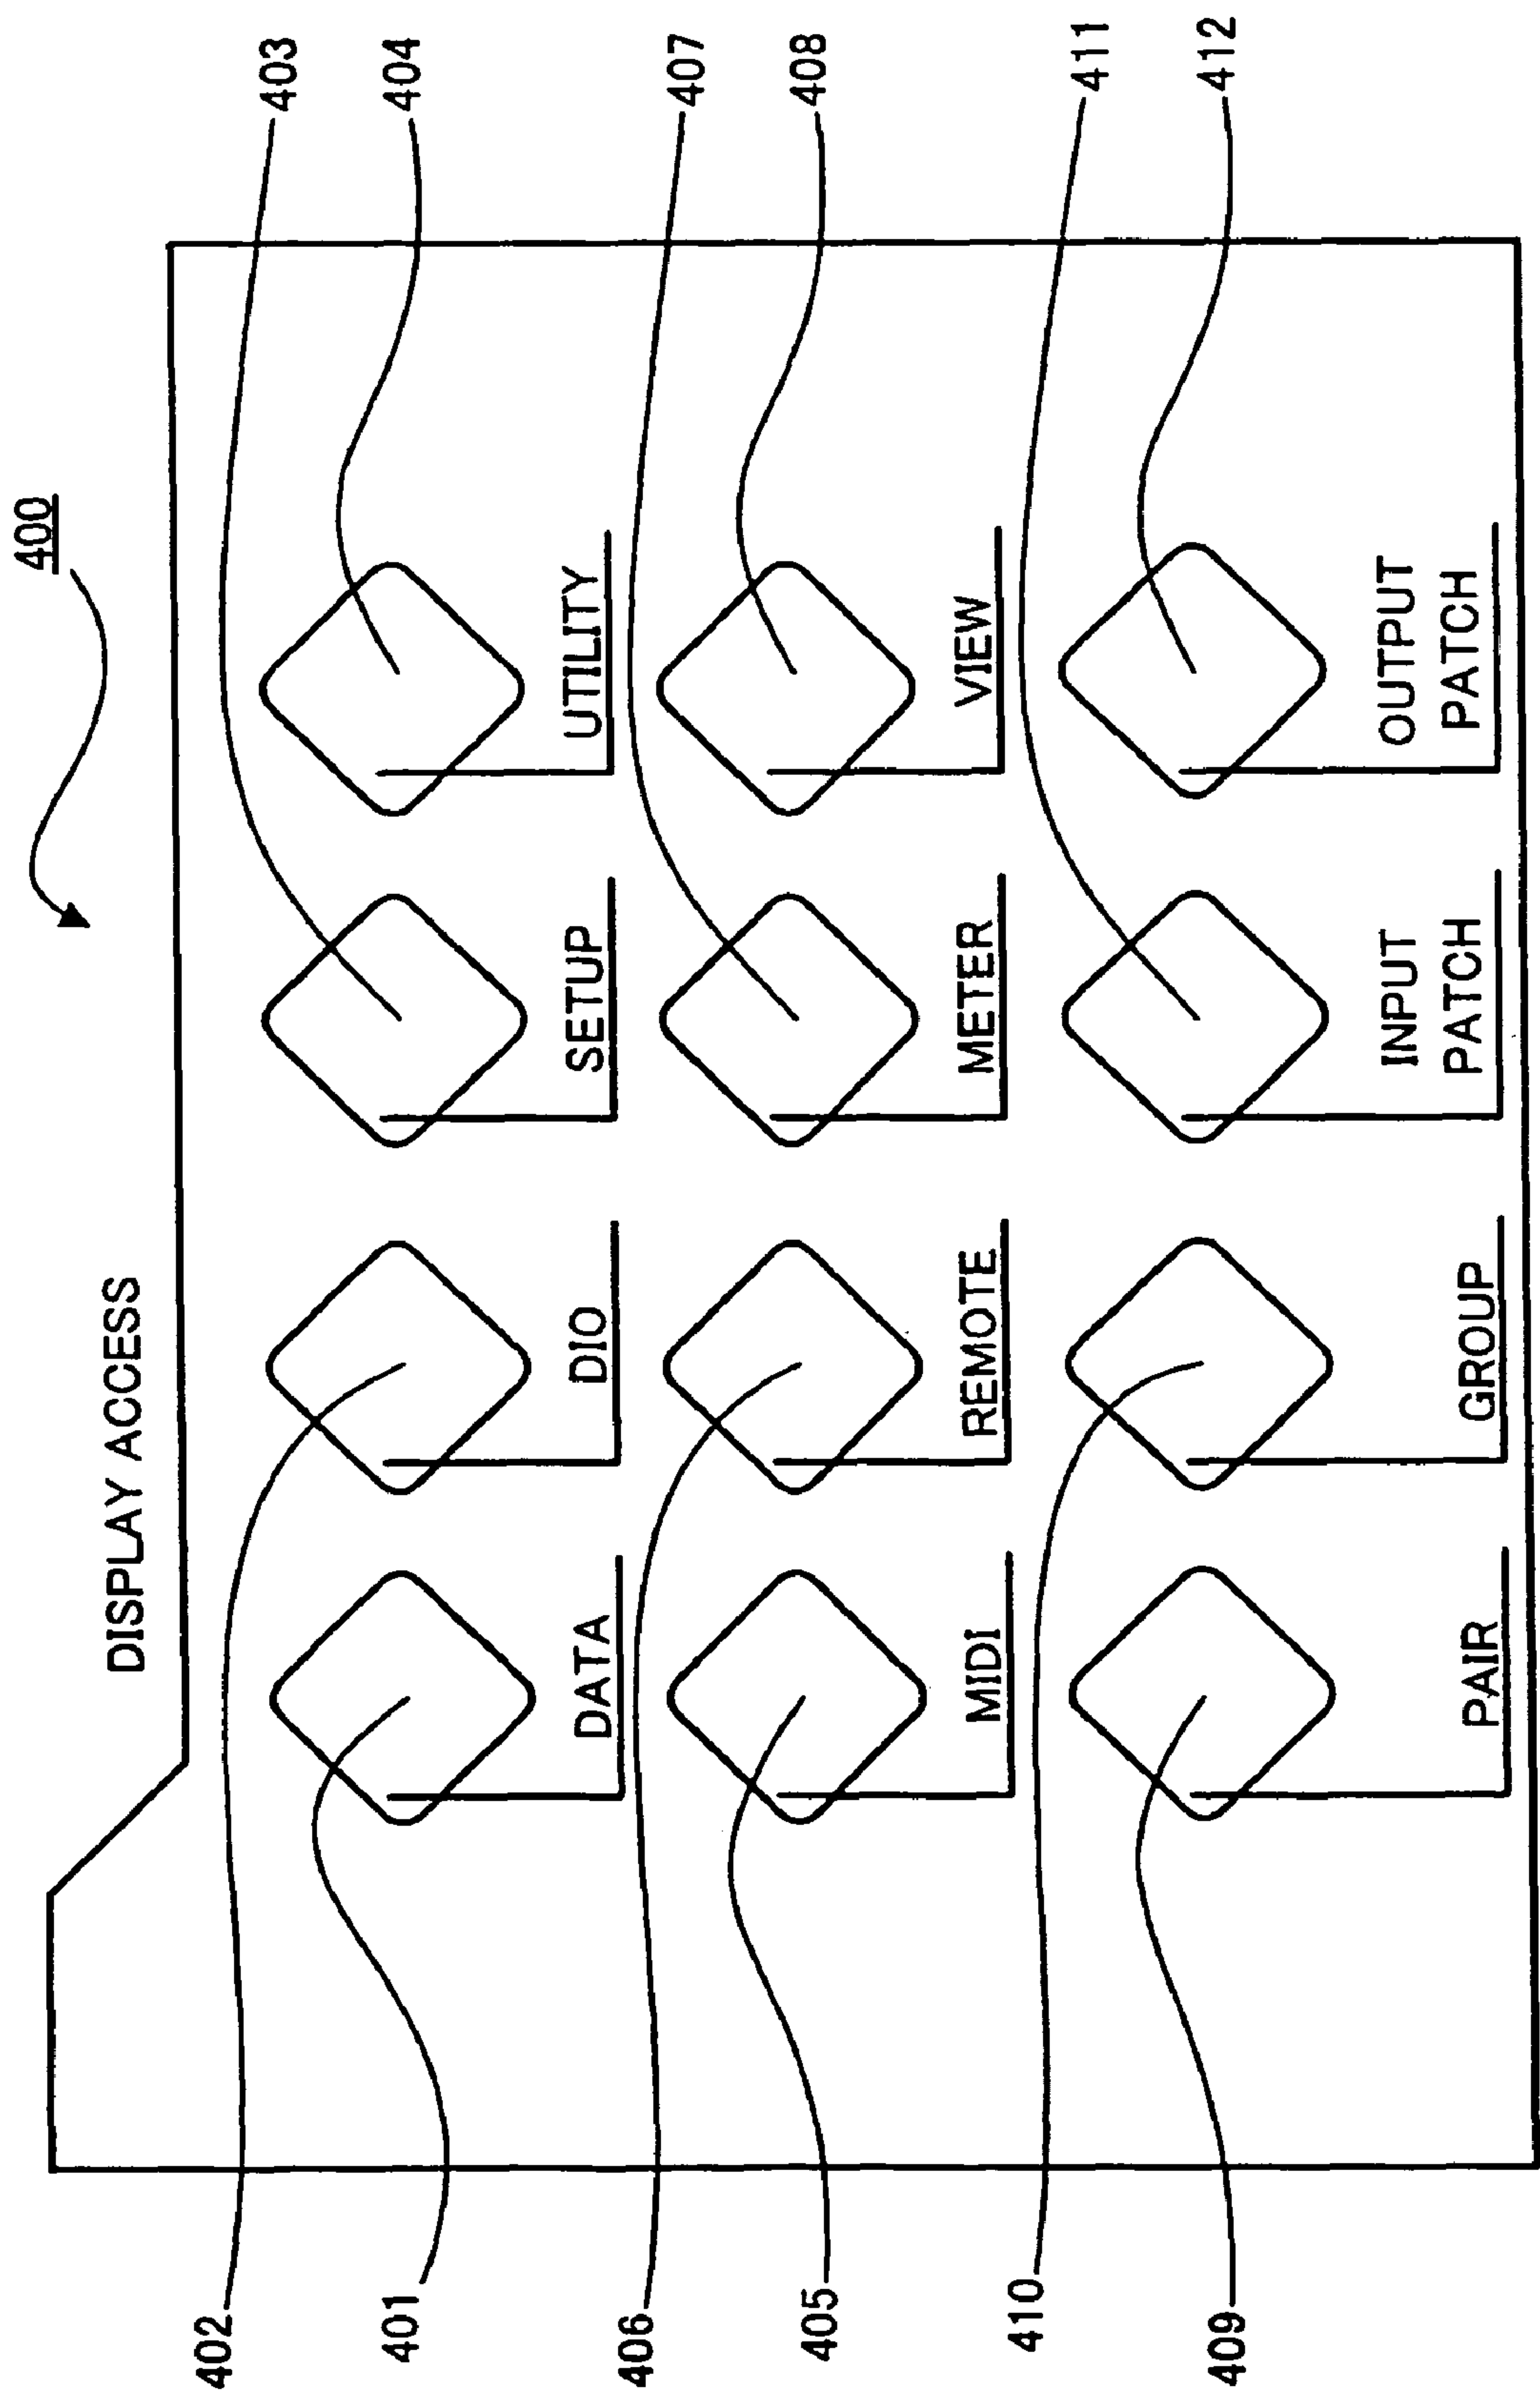 400
DISPLAY ACCESS
402
403
401
404
DATA
DIO
SETUP
UTILITY
406
407
405
408
MIDI
REMOTE
METER
VIEW
410
411
409
412
PAIR
GROUP
INPUT
PATCH
OUTPUT
PATCH